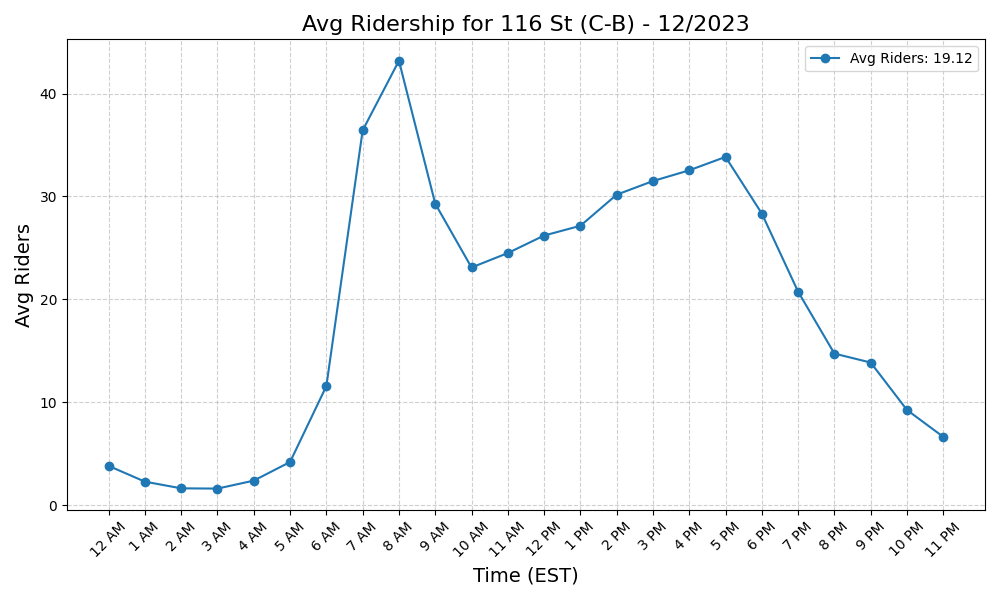 Avg Ridership for 116 St (C-B) - 12/2023
Avg Riders: 19.12
Avg Riders
40
30
20
10
0
12 AM
1 AM
2 AM
3 AM
4 AM
5 AM
6 AM
7 AM
8 AM
9 AM
10 AM
11 AM
12 PM
1 PM
2 PM
3 PM
4 PM
5 PM
6 PM
7 PM
8 PM
9 PM
10 PM
11 PM
Time (EST)